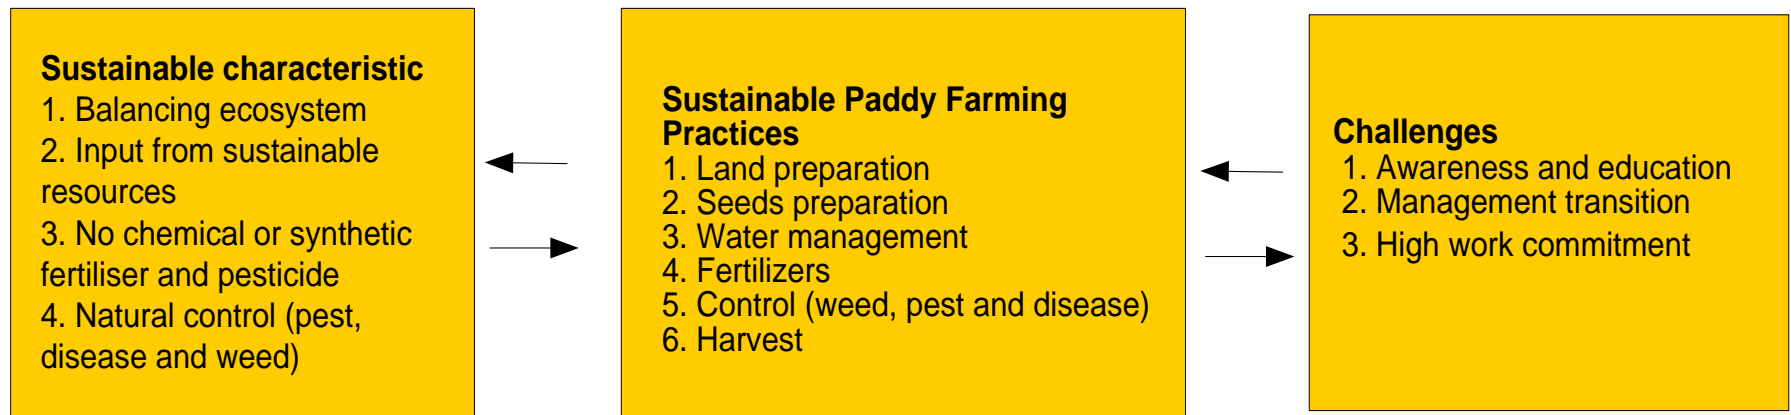 Sustainable characteristic
1. Balancing ecosystem
2. Input from sustainable
resources
3. No chemical or synthetic
fertiliser and pesticide
4. Natural control (pest,
disease and weed)
Sustainable Paddy Farming
Practices
1. Land preparation
2. Seeds preparation
3. Water management
4. Fertilizers
5. Control (weed, pest and disease)
6. Harvest
Challenges
1. Awareness and education
2. Management transition
3. High work commitment